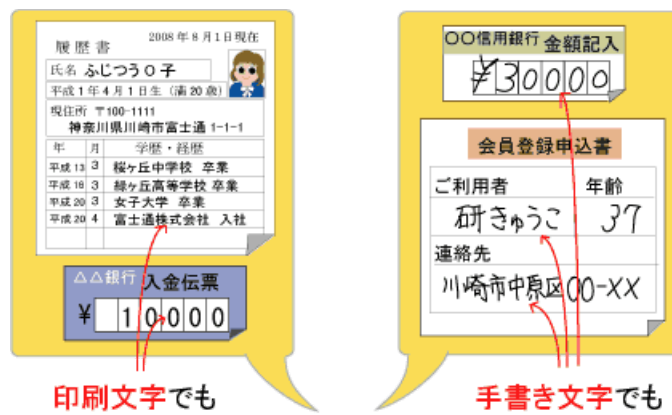 履歴書 2008年8月1日現在
氏名 ふじつう〇子
平成1年4月1日生(満20歳)
現住所 〒100-1111
神奈川県川崎市富士通 1-1-1
年 月 学歴・経歴
平成13 3 桜ヶ丘中学校 卒業
平成16 3 緑ヶ丘高等学校 卒業
平成20 3 女子大学 卒業
平成20 4 富士通株式会社 入社
△△銀行 入金伝票
¥ 10000
印刷文字でも
〇〇信用銀行 金額記入
¥30000
会員登録申込書
ご利用者 年齢
研きゅうこ 37
連絡先
川崎市中原区00-XX
手書き文字でも